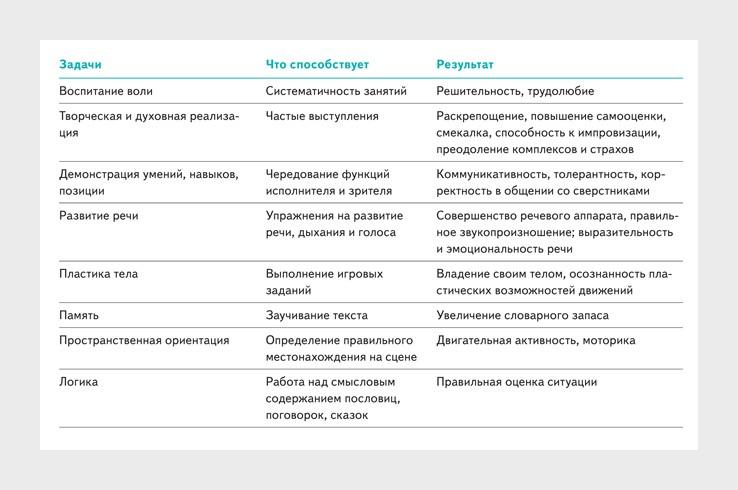 Задачи Что способствует Результат
Воспитание воли Систематичность занятий Решительность, трудолюбие
Творческая и духовная реализа- Частые выступления Раскрепощение, повышение самооценки,
ция смекалка, способность к импровизации,
преодоление комплексов и страхов
Демонстрация умений, навыков, Чередование функций Коммуникативность, толерантность, кор-
позиции исполнителя и зрителя ректность в общении со сверстниками
Развитие речи Упражнения на развитие Совершенство речевого аппарата, правиль-
речи, дыхания и голоса ное звукопроизношение; выразительность
и эмоциональность речи
Пластика тела Выполнение игровых Владение своим телом, осознанность пла-
заданий стических возможностей движений
Память Заучивание текста Увеличение словарного запаса
Пространственная ориентация Определение правильного Двигательная активность, моторика
местонахождения на сцене
Логика Работа над смысловым Правильная оценка ситуации
содержанием пословиц,
поговорок, сказок